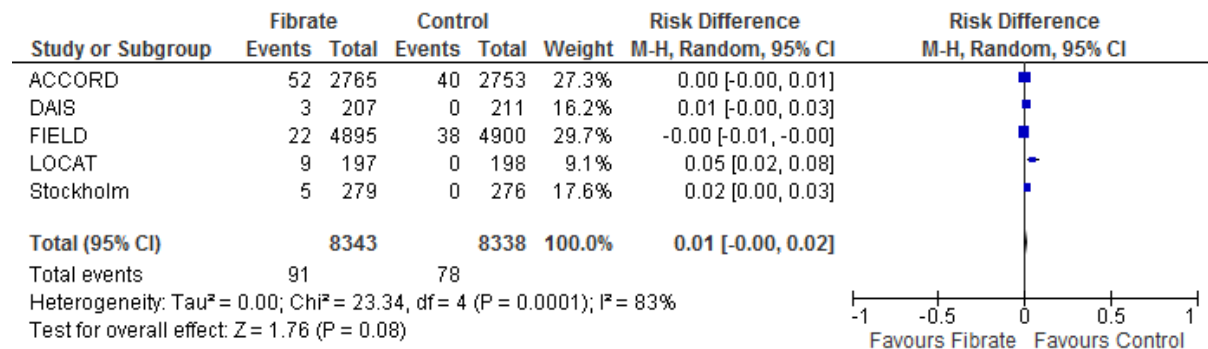 Fibrate Control Risk Difference Risk Difference
Study or Subgroup Events Total Events Total Weight M-H, Random, 95% CI M-H, Random, 95% CI
ACCORD 52 2765 40 2753 27.3% 0.00 [-0.00, 0.01]
DAIS 3 207 0 211 16.2% 0.01 [-0.00, 0.03]
FIELD 22 4895 38 4900 29.7% -0.00 [-0.01, -0.00]
LOCAT 9 197 0 198 9.1% 0.05 [0.02, 0.08]
Stockholm 5 279 0 276 17.6% 0.02 [0.00, 0.03]
Total (95% CI) 8343 8338 100.0% 0.01 [-0.00, 0.02]
Total events 91 78
Heterogeneity: Tau² = 0.00; Chi² = 23.34, df = 4 (P = 0.0001); I² = 83%
Test for overall effect: Z = 1.76 (P = 0.08)
-1 -0.5 0 0.5 1
Favours Fibrate Favours Control